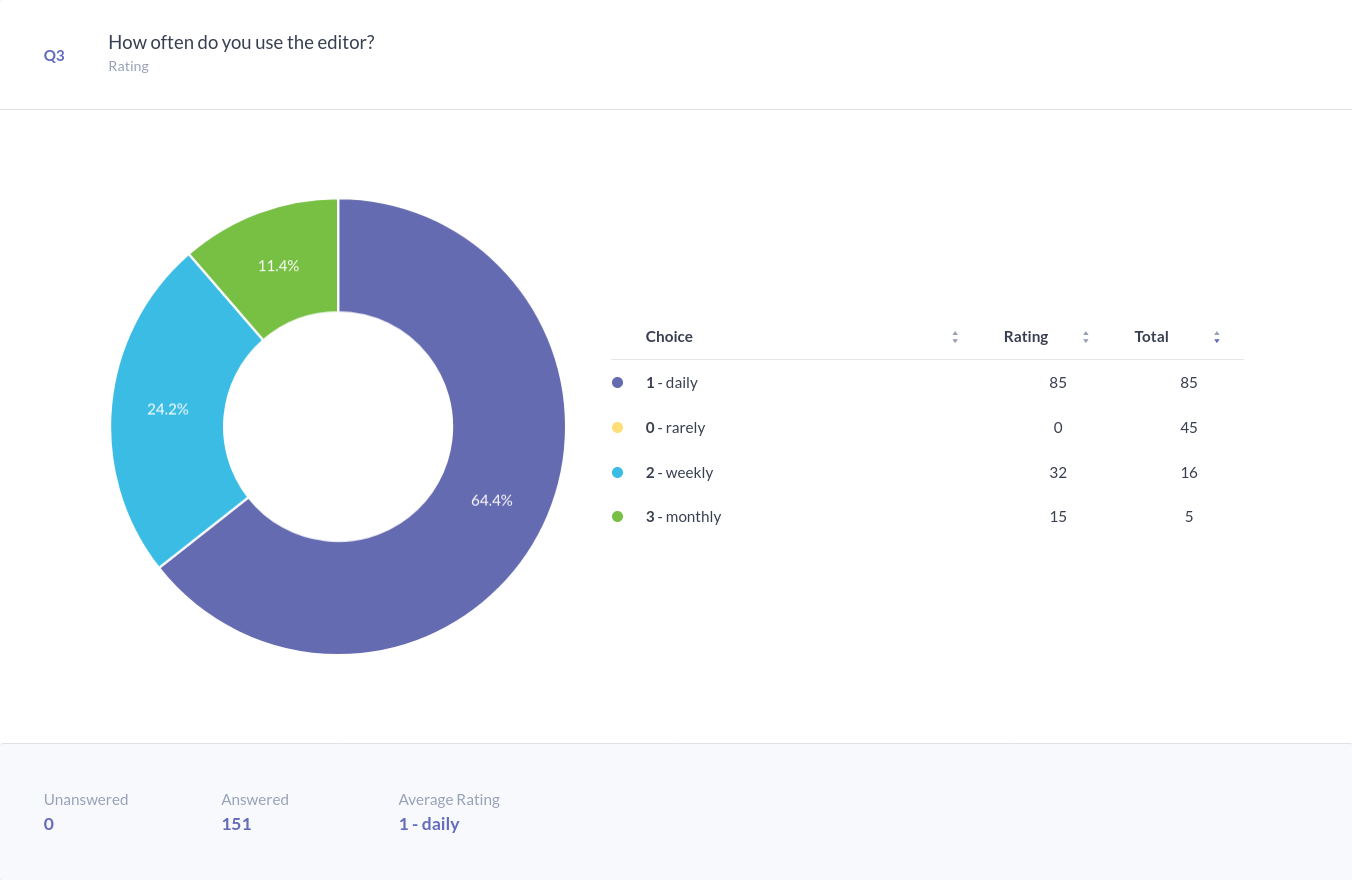 Q3
How often do you use the editor?
Rating
11.4%
24.2%
64.4%
Choice Rating Total
1 - daily 85 85
0 - rarely 0 45
2 - weekly 32 16
3 - monthly 15 5
Unanswered Answered Average Rating
0 151 1 - daily